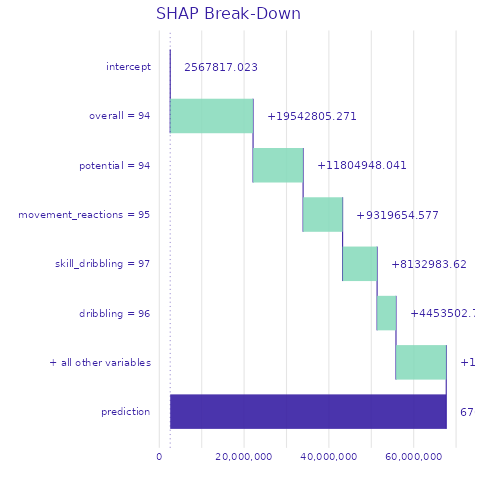 SHAP Break-Down
intercept 2567817.023
overall = 94 +19542805.271
potential = 94 +11804948.041
movement_reactions = 95 +9319654.577
skill_dribbling = 97 +8132983.62
dribbling = 96 +4453502.
+ all other variables +1
prediction 67
0 20,000,000 40,000,000 60,000,000